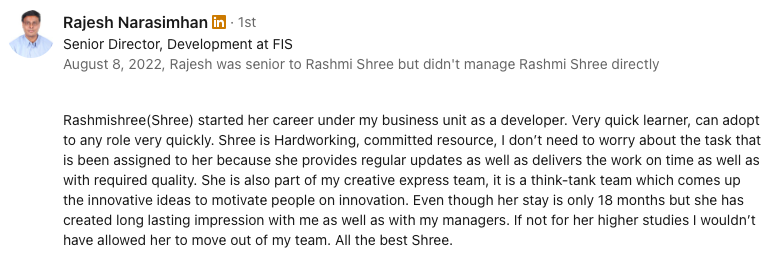 Rajesh Narasimhan in · 1st
Senior Director, Development at FIS
August 8, 2022, Rajesh was senior to Rashmi Shree but didn't manage Rashmi Shree directly
Rashmishree(Shree) started her career under my business unit as a developer. Very quick learner, can adopt
to any role very quickly. Shree is Hardworking, committed resource, I don’t need to worry about the task that
is been assigned to her because she provides regular updates as well as delivers the work on time as well as
with required quality. She is also part of my creative express team, it is a think-tank team which comes up
the innovative ideas to motivate people on innovation. Even though her stay is only 18 months but she has
created long lasting impression with me as well as with my managers. If not for her higher studies I wouldn’t
have allowed her to move out of my team. All the best Shree.